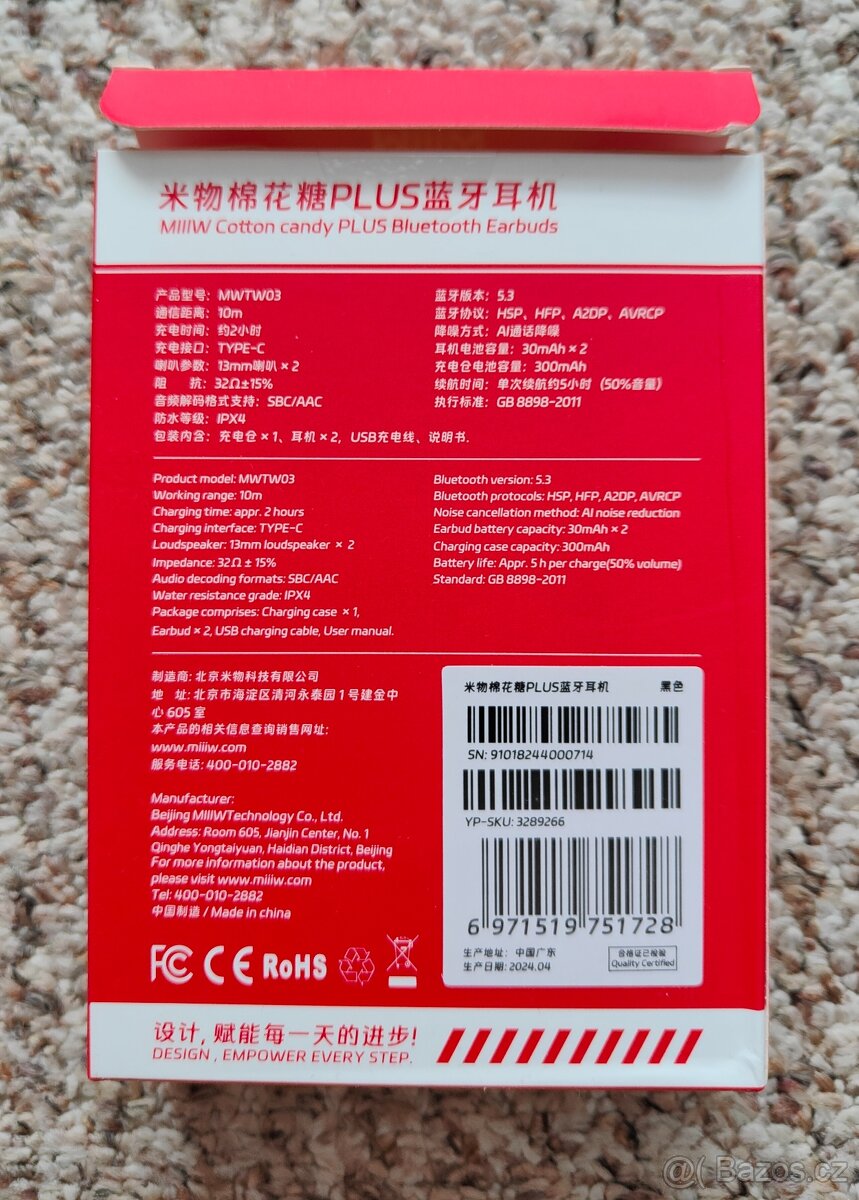 米物棉花糖PLUS蓝牙耳机
MIIIW Cotton candy PLUS Bluetooth Earbuds
产品型号：MWTW03
通信距离：10m
充电时间：约2小时
充电接口：TYPE-C
喇叭参数：13mm喇叭 × 2
阻 抗：32Ω±15%
音频解码格式支持：SBC/AAC
防水等级：IPX4
包装内含：充电仓 × 1、耳机 × 2，USB充电线、说明书.
蓝牙版本：5.3
蓝牙协议：HSP、HFP、A2DP、AVRCP
降噪方式：AI通话降噪
耳机电池容量：30mAh × 2
充电仓电池容量：300mAh
续航时间：单次续航约5小时（50%音量）
执行标准：GB 8898-2011
Product model: MWTW03
Working range: 10m
Charging time: appr. 2 hours
Charging interface: TYPE-C
Loudspeaker: 13mm loudspeaker × 2
Impedance: 32Ω ± 15%
Audio decoding formats: SBC/AAC
Water resistance grade: IPX4
Package comprises: Charging case × 1,
Earbud × 2, USB charging cable, User manual.
Bluetooth version: 5.3
Bluetooth protocols: HSP, HFP, A2DP, AVRCP
Noise cancellation method: AI noise reduction
Earbud battery capacity: 30mAh × 2
Charging case capacity: 300mAh
Battery life: Appr. 5 h per charge(50% volume)
Standard: GB 8898-2011
制造商：北京米物科技有限公司
地 址：北京市海淀区清河永泰园1号建金中
心 605 室
本产品的相关信息查询销售网址：
www.miiiw.com
服务电话：400-010-2882
Manufacturer:
Beijing MIIIWTechnology Co., Ltd.
Address: Room 605, Jianjin Center, No. 1
Qinghe Yongtaiyuan, Haidian District, Beijing
For more information about the product,
please visit www.miiiw.com
Tel: 400-010-2882
中国制造 / Made in china
FC CE RoHS
米物棉花糖PLUS蓝牙耳机 黑色
SN: 91018244000714
YP-SKU: 3289266
6 971519 751728
生产地址：中国广东
生产日期: 2024.04
合格证已检验
Quality Certified
设计, 赋能每一天的进步!
DESIGN , EMPOWER EVERY STEP.
@( Bazos.cz